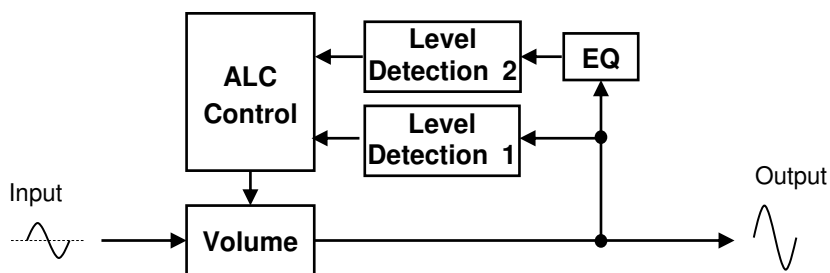 ALC
Control
Level
Detection 2
EQ
Level
Detection 1
Input
Volume
Output